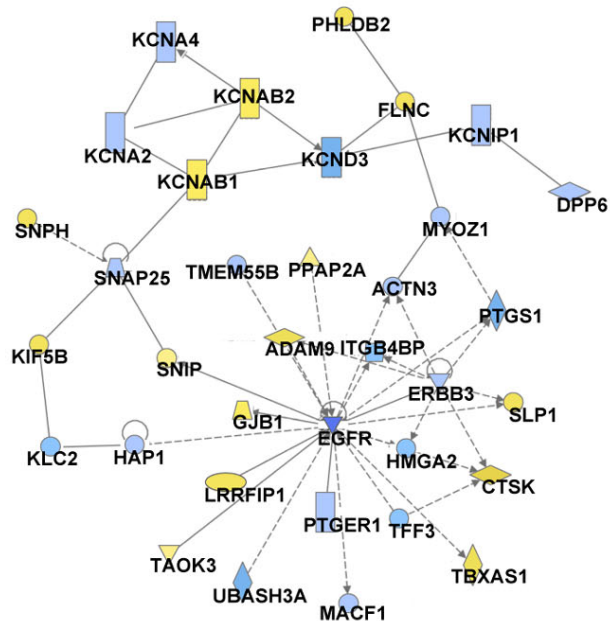 PHLDB2
KCNA4
KCNAB2
FLNC
KCNIP1
KCNA2
KCND3
KCNAB1
DPP6
SNPH
MYOZ1
SNAP25
TMEM55B
PPAP2A
ACTN3
PTGS1
KIF5B
SNIP
ADAM9
ITGB4BP
ERBB3
SLP1
GJB1
EGFR
KLC2
HAP1
HMGA2
CTSK
LRRFIP1
PTGER1
TFF3
TAOK3
UBASH3A
MACF1
TBXAS1